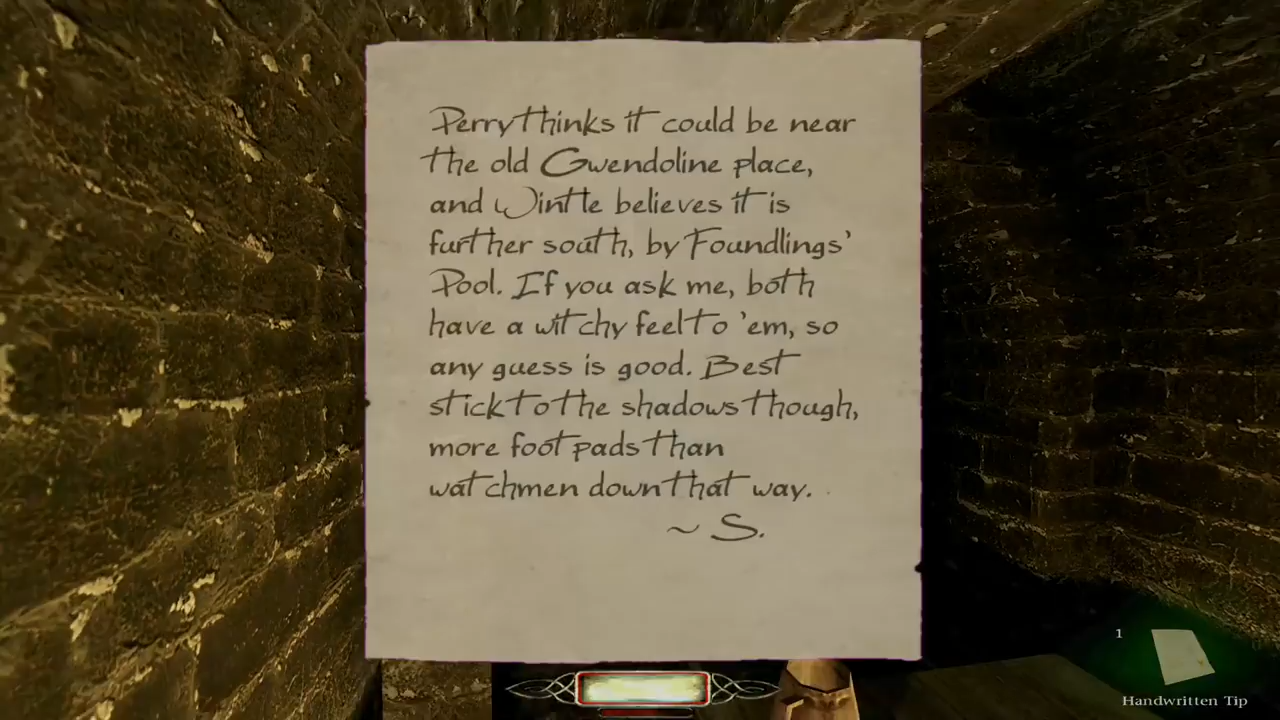 Perry thinks it could be near
the old Gwendoline place,
and Wintle believes it is
further south, by Foundlings'
Pool. If you ask me, both
have a witchy feel to 'em, so
any guess is good. Best
stick to the shadows though,
more footpads than
watchmen down that way.
~ S.
1
Handwritten Tip